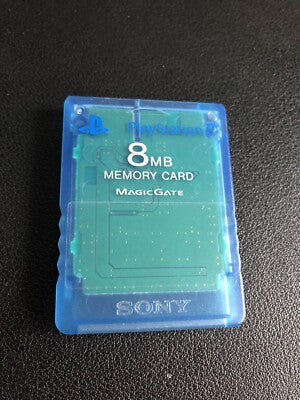 PlayStation 2
8MB
MEMORY CARD
MAGICGATE
SONY